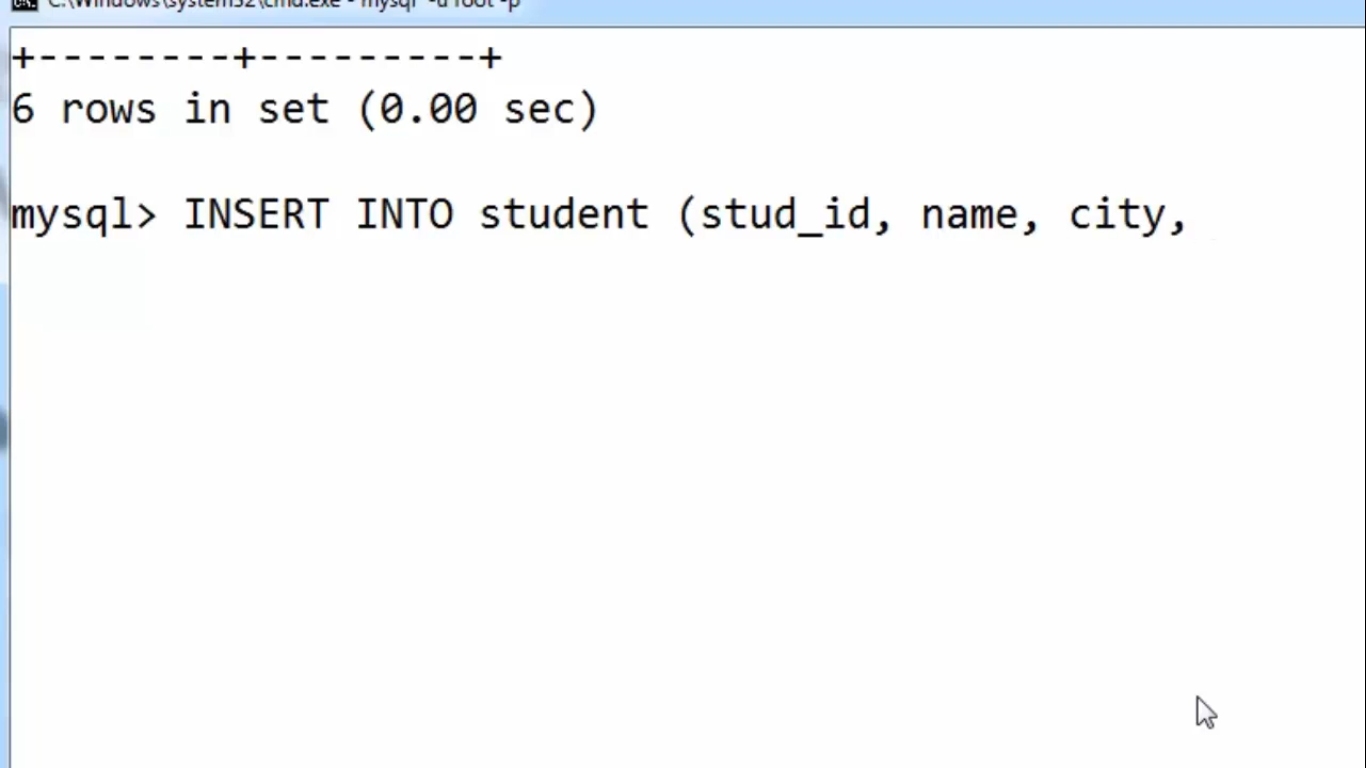 C:\Windows\system32\cmd.exe - mysql -u root -p
+--------+---------+
6 rows in set (0.00 sec)
mysql> INSERT INTO student (stud_id, name, city,